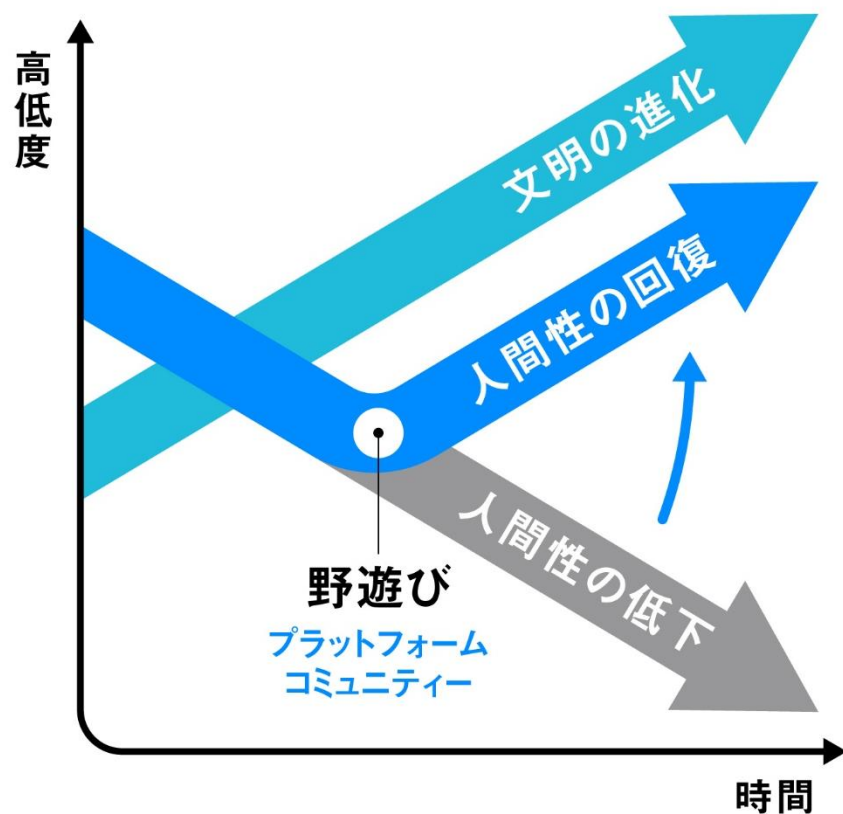 高低度
文明の進化
人間性の回復
人間性の低下
野遊び
プラットフォーム
コミュニティー
時間